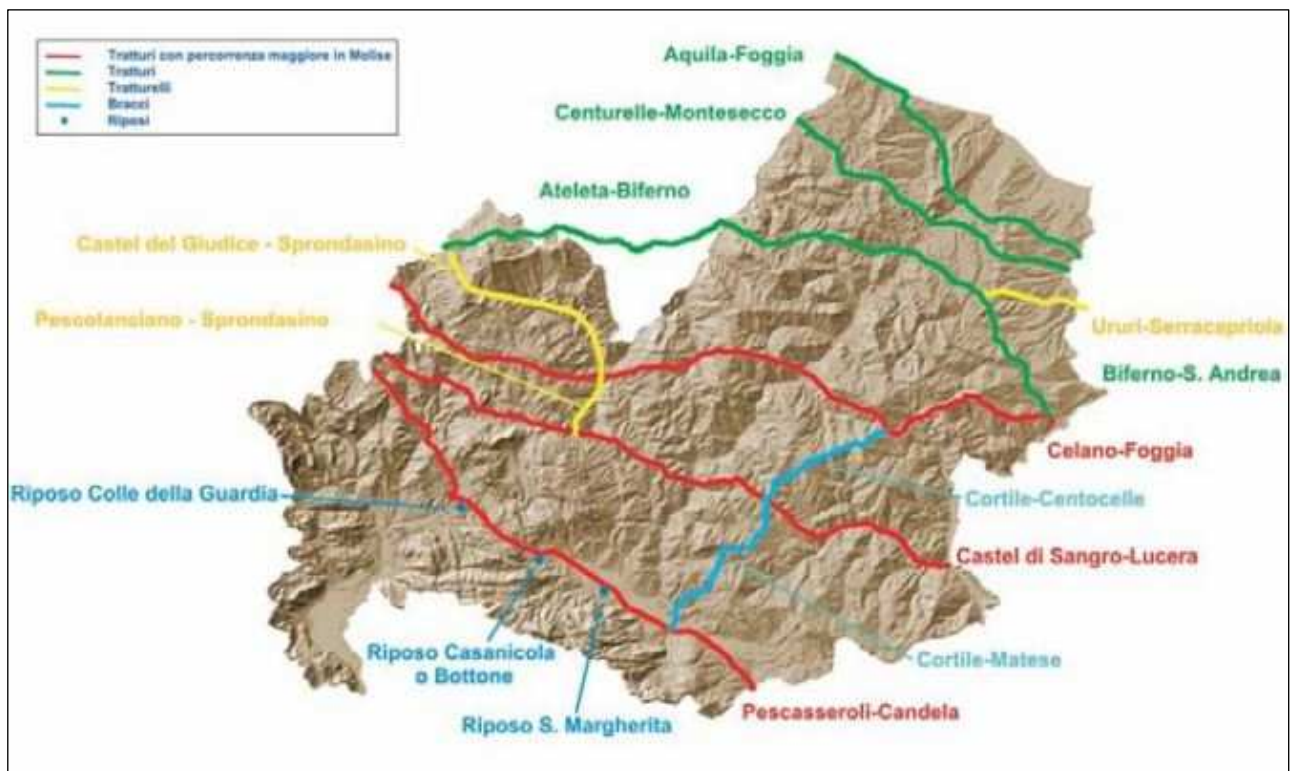 Tratturi con percorrenza maggiore in Molise
Tratturi
Tratturelli
Bracci
Riposi
Aquila-Foggia
Centurelle-Montesecco
Ateleta-Biferno
Castel del Giudice - Sprondasino
Pescolanciano - Sprondasino
Ururi-Serracapriola
Biferno-S. Andrea
Celano-Foggia
Riposo Colle della Guardia
Cortile-Centocelle
Castel di Sangro-Lucera
Riposo Casanicola
o Bottone
Cortile-Matese
Riposo S. Margherita
Pescasseroli-Candela